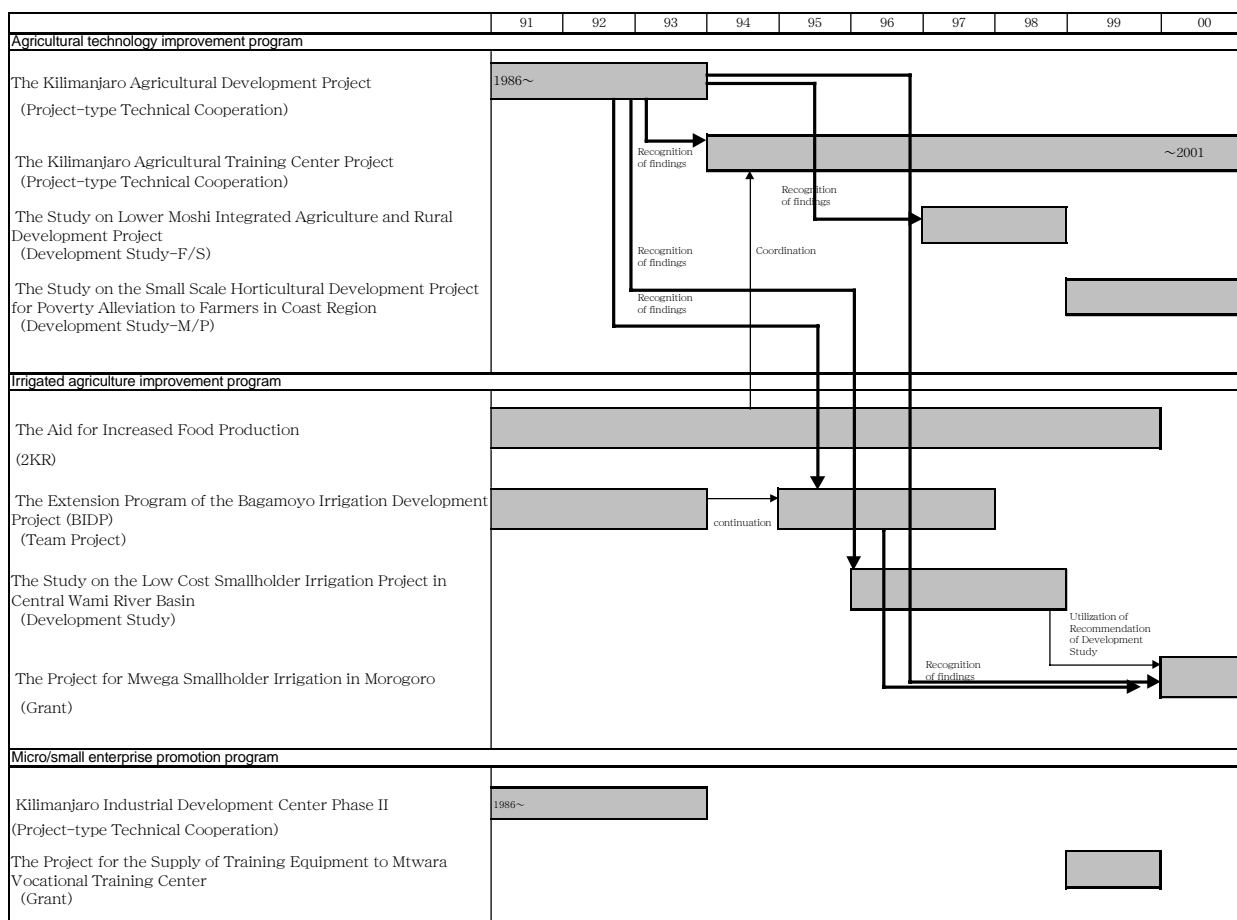 91 92 93 94 95 96 97 98 99 00
Agricultural technology improvement program
The Kilimanjaro Agricultural Development Project
(Project-type Technical Cooperation)
1986~
The Kilimanjaro Agricultural Training Center Project
(Project-type Technical Cooperation)
Recognition
of findings
~2001
The Study on Lower Moshi Integrated Agriculture and Rural
Development Project
(Development Study-F/S)
Recognition
of findings
Recognition
of findings
Coordination
The Study on the Small Scale Horticultural Development Project
for Poverty Alleviation to Farmers in Coast Region
(Development Study-M/P)
Recognition
of findings
Irrigated agriculture improvement program
The Aid for Increased Food Production
(2KR)
The Extension Program of the Bagamoyo Irrigation Development
Project (BIDP)
(Team Project)
continuation
The Study on the Low Cost Smallholder Irrigation Project in
Central Wami River Basin
(Development Study)
Utilization of
Recommendation
of Development
Study
The Project for Mwega Smallholder Irrigation in Morogoro
(Grant)
Recognition
of findings
Micro/small enterprise promotion program
Kilimanjaro Industrial Development Center Phase II
(Project-type Technical Cooperation)
1986~
The Project for the Supply of Training Equipment to Mtwara
Vocational Training Center
(Grant)